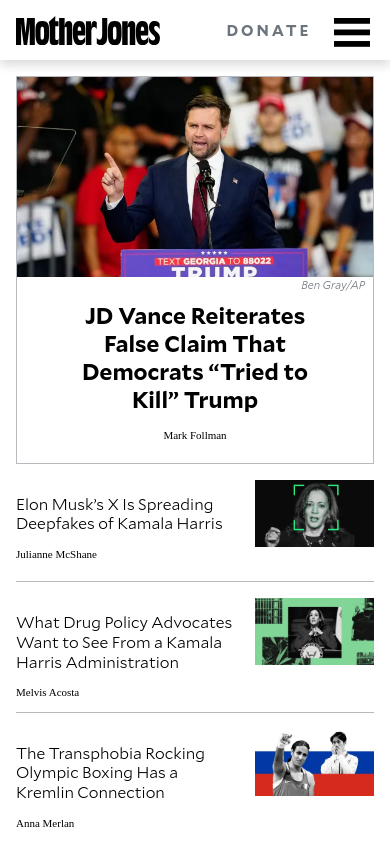 Mother Jones
DONATE
TEXT GEORGIA TO 88022
TRUMP
Ben Gray/AP
JD Vance Reiterates
False Claim That
Democrats “Tried to
Kill” Trump
Mark Follman
Elon Musk’s X Is Spreading
Deepfakes of Kamala Harris
Julianne McShane
What Drug Policy Advocates
Want to See From a Kamala
Harris Administration
Melvis Acosta
The Transphobia Rocking
Olympic Boxing Has a
Kremlin Connection
Anna Merlan